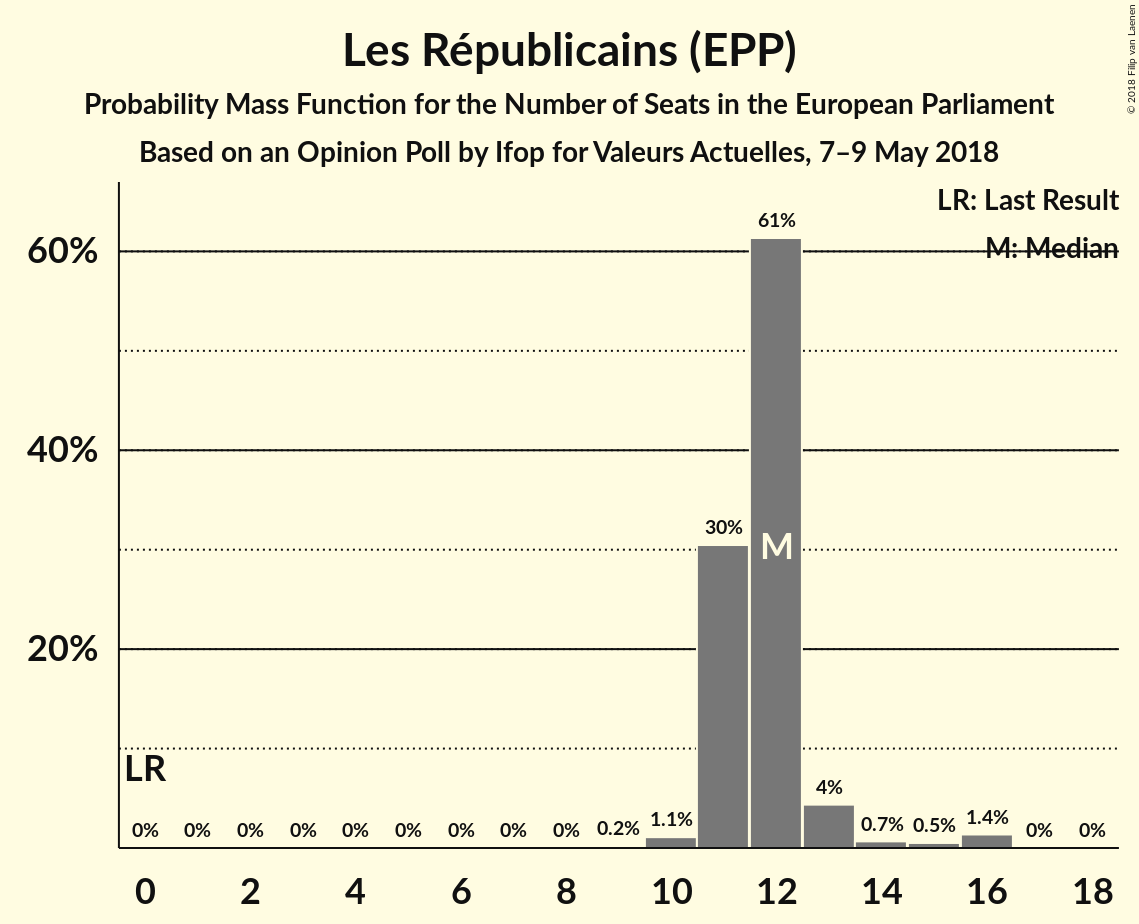 Les Républicains (EPP)
Probability Mass Function for the Number of Seats in the European Parliament
Based on an Opinion Poll by Ifop for Valeurs Actuelles, 7–9 May 2018
© 2018 Filip van Laenen
LR: Last Result
M: Median
60%
40%
20%
61%
30%
M
LR
0% 0% 0% 0% 0% 0% 0% 0% 0% 0.2% 1.1% 4% 0.7% 0.5% 1.4% 0% 0%
0 2 4 6 8 10 12 14 16 18